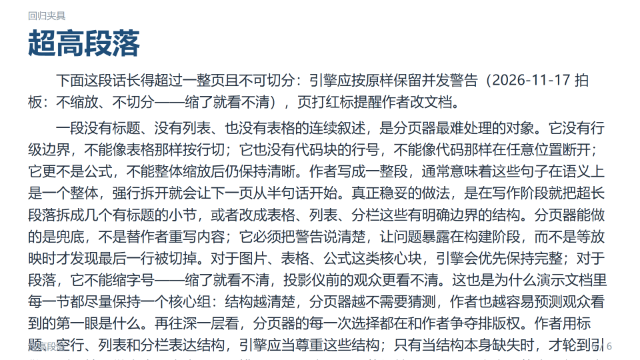 回归夹具
超高段落
下面这段话长得超过一整页且不可切分：引擎应按原样保留并发警告（2026-11-17 拍
板：不缩放、不切分——缩了就看不清），页打红标提醒作者改文档。
一段没有标题、没有列表、也没有表格的连续叙述，是分页器最难处理的对象。它没有行
级边界，不能像表格那样按行切；它也没有代码块的行号，不能像代码那样在任意位置断开；
它更不是公式，不能整体缩放后仍保持清晰。作者写成一整段，通常意味着这些句子在语义上
是一个整体，强行拆开就会让下一页从半句话开始。真正稳妥的做法，是在写作阶段就把超长
段落拆成几个有标题的小节，或者改成表格、列表、分栏这些有明确边界的结构。分页器能做
的是兜底，不是替作者重写内容；它必须把警告说清楚，让问题暴露在构建阶段，而不是等放
映时才发现最后一行被切掉。对于图片、表格、公式这类核心块，引擎会优先保持完整；对于
段落，它不能缩字号——缩了就看不清，投影仪前的观众更看不清。这也是为什么演示文档里
每一节都尽量保持一个核心组：结构越清楚，分页器越不需要猜测，作者也越容易预测观众看
到的第一眼是什么。再往深一层看，分页器的每一次选择都在和作者争夺排版权。作者用标
题、空行、列表和分栏表达结构，引擎应当尊重这些结构；只有当结构本身缺失时，才轮到引
6